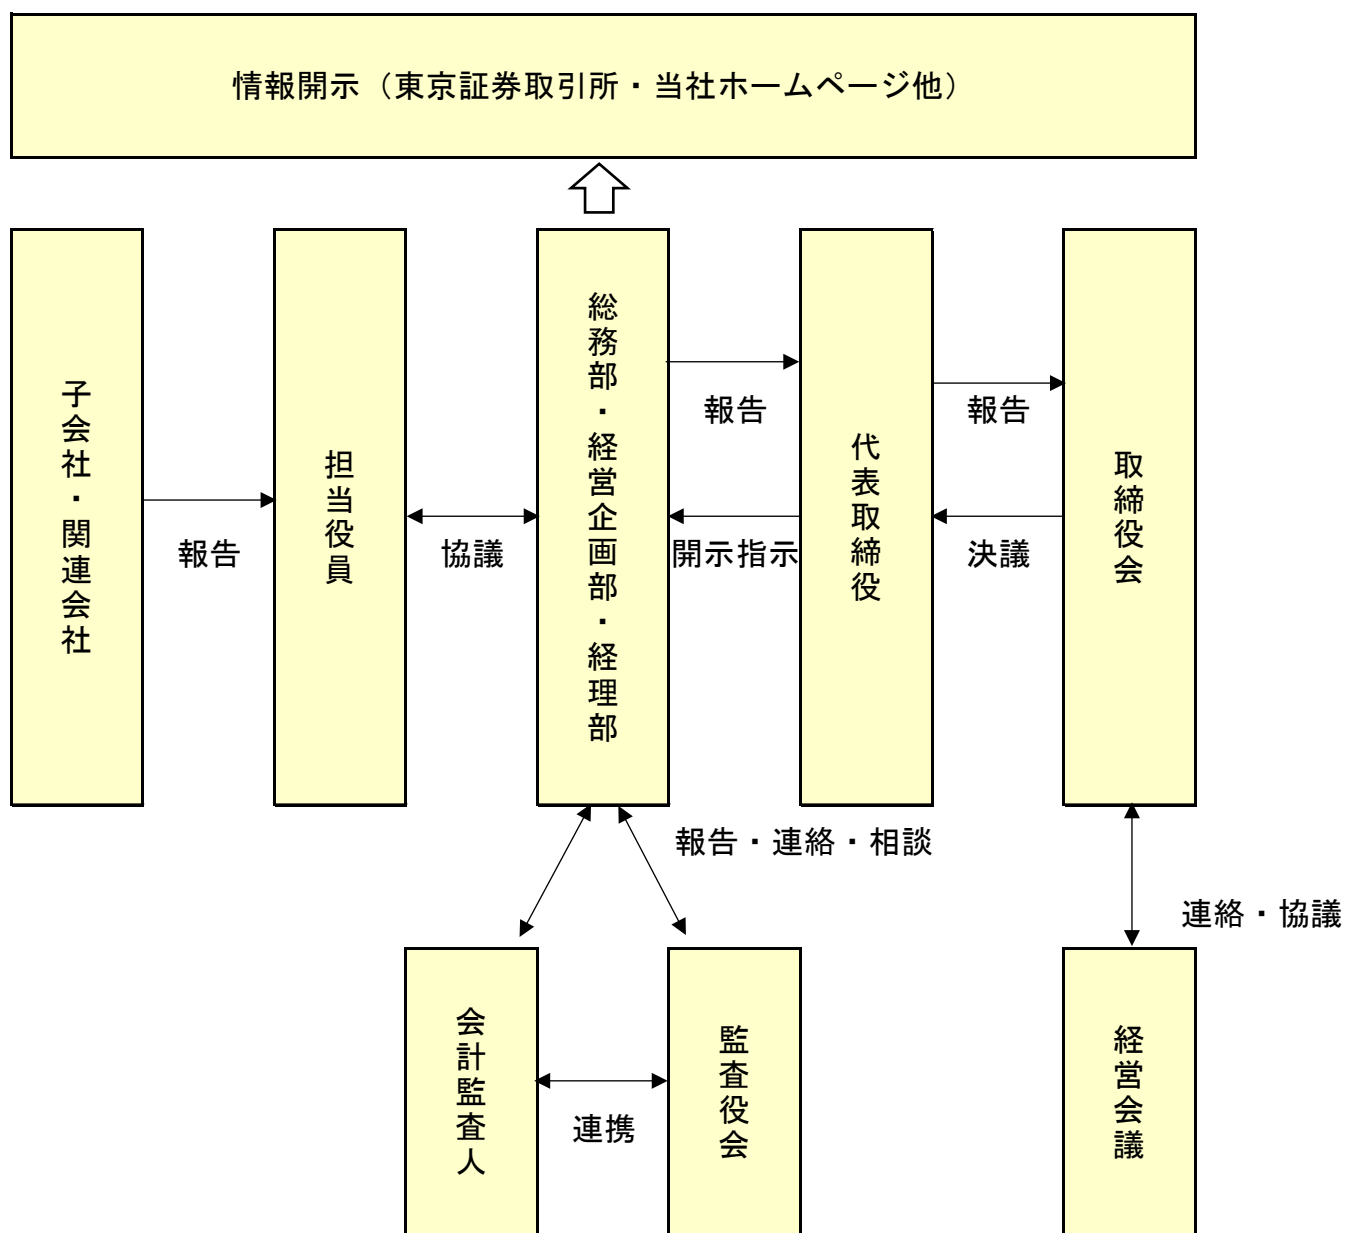 情報開示（東京証券取引所・当社ホームページ他）
子会社・関連会社
報告
担当役員
協議
総務部・経営企画部・経理部
報告
開示指示
代表取締役
報告
決議
取締役会
報告・連絡・相談
連絡・協議
会計監査人
連携
監査役会
経営会議